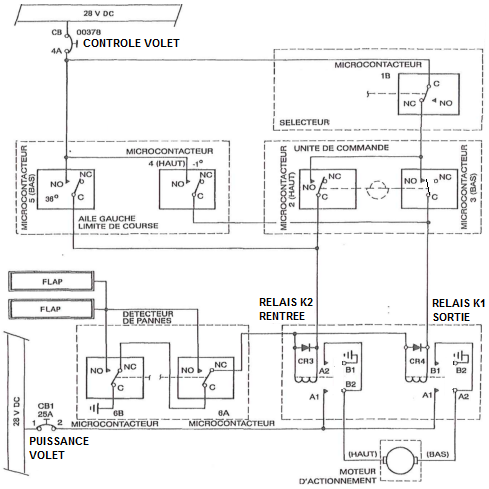 28 V DC
CB 00378
4A
CONTROLE VOLET
MICROCONTACTEUR
1B
C
NC
NO
SELECTEUR
MICROCONTACTEUR
4 (HAUT) -1°
MICROCONTACTEUR
5 (BAS)
NO
NC
36°
C
NO
NC
C
AILE GAUCHE
LIMITE DE COURSE
UNITE DE COMMANDE
MICROCONTACTEUR
2 (HAUT)
NO
NC
C
NO
NC
C
MICROCONTACTEUR
3 (BAS)
FLAP
FLAP
DETECTEUR
DE PANNES
NO
NC
C
NO
NC
C
6B
6A
MICROCONTACTEUR
MICROCONTACTEUR
RELAIS K2
RENTREE
RELAIS K1
SORTIE
CR3
A2
B1
B2
A1
CR4
B1
B2
A1
A2
28 V DC
CB1
25A
1
2
PUISSANCE
VOLET
(HAUT)
(BAS)
MOTEUR
D'ACTIONNEMENT